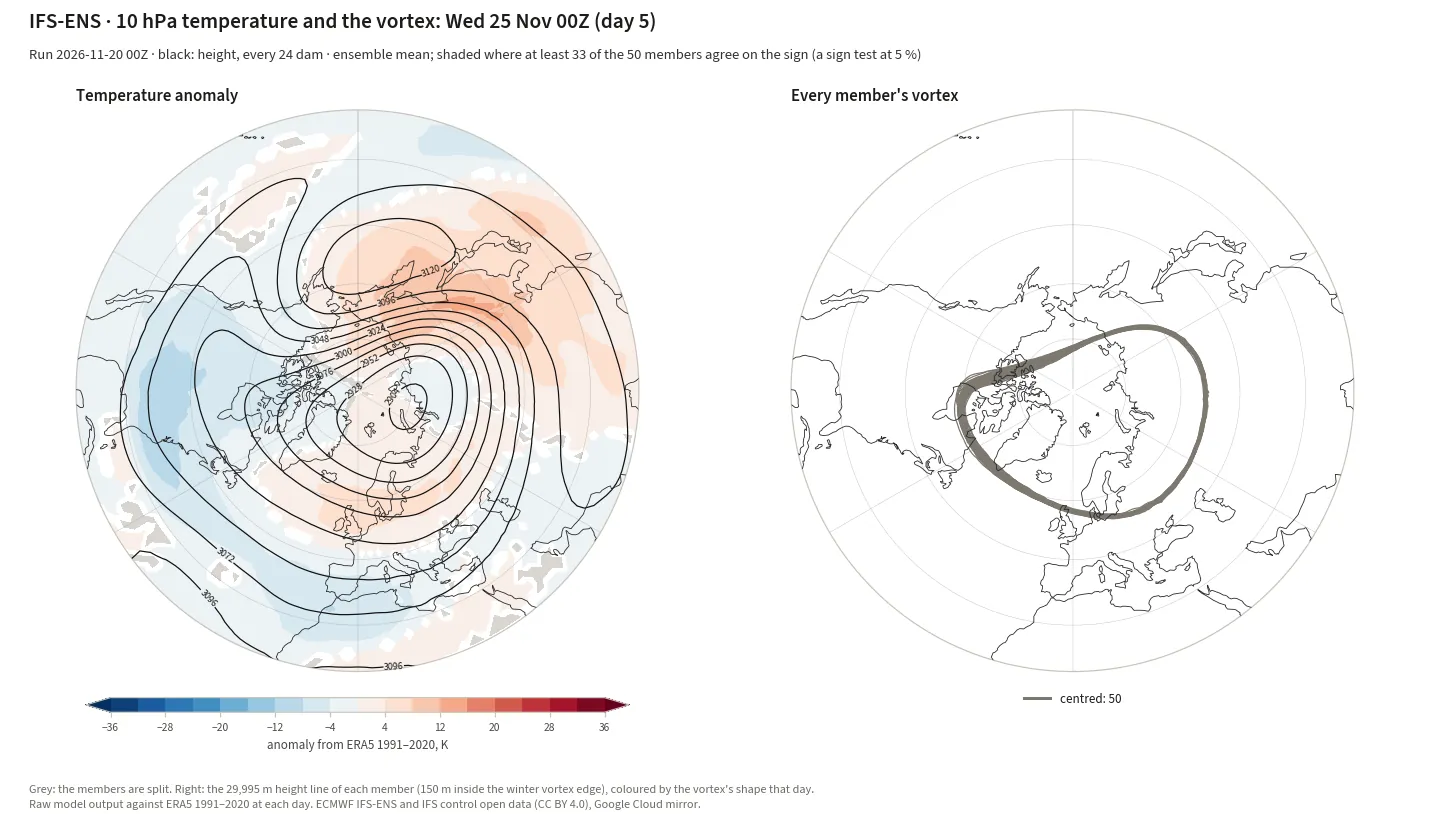 IFS-ENS · 10 hPa temperature and the vortex: Wed 25 Nov 00Z (day 5)
Run 2026-11-20 00Z · black: height, every 24 dam · ensemble mean; shaded where at least 33 of the 50 members agree on the sign (a sign test at 5 %)
Temperature anomaly
Every member's vortex
3120
3096
3024
3048
3000
2952
2976
2928
3072
3096
3096
−36 −28 −20 −12 −4 4 12 20 28 36
anomaly from ERA5 1991–2020, K
centred: 50
Grey: the members are split. Right: the 29,995 m height line of each member (150 m inside the winter vortex edge), coloured by the vortex's shape that day.
Raw model output against ERA5 1991–2020 at each day. ECMWF IFS-ENS and IFS control open data (CC BY 4.0), Google Cloud mirror.